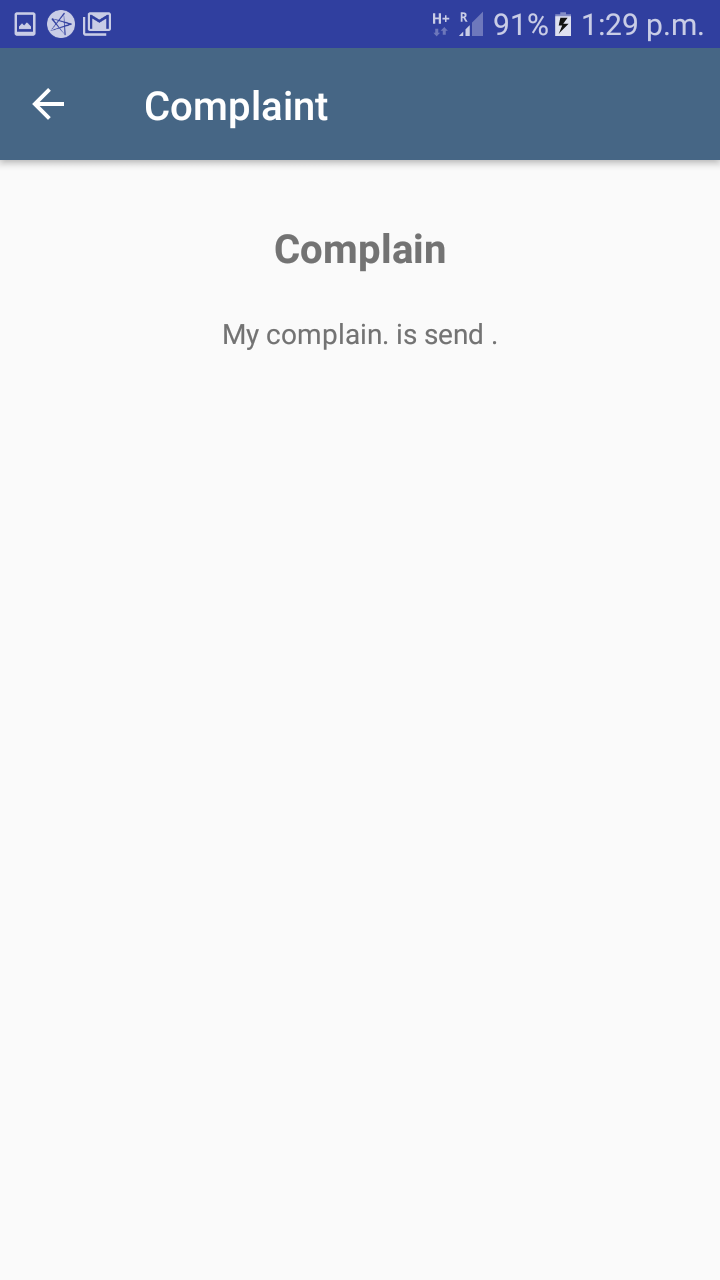 H+ R 91% 1:29 p.m.
Complaint
Complain
My complain. is send .